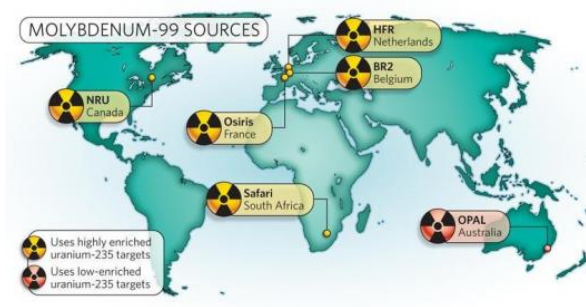 MOLYBDENUM-99 SOURCES
HFR
Netherlands
BR2
Belgium
NRU
Canada
Osiris
France
Safari
South Africa
OPAL
Australia
Uses highly enriched
uranium-235 targets
Uses low-enriched
uranium-235 targets